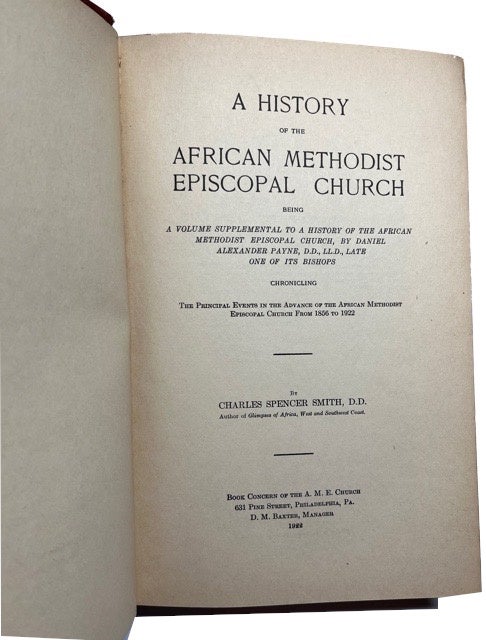 A HISTORY
OF THE
AFRICAN METHODIST
EPISCOPAL CHURCH
BEING
A VOLUME SUPPLEMENTAL TO A HISTORY OF THE AFRICAN
METHODIST EPISCOPAL CHURCH, BY DANIEL
ALEXANDER PAYNE, D.D., LL.D., LATE
ONE OF ITS BISHOPS
CHRONICLING
The Principal Events in the Advance of the African Methodist
Episcopal Church From 1856 to 1922
By
CHARLES SPENCER SMITH, D.D.
Author of Glimpses of Africa, West and Southwest Coast.
Book Concern of the A. M. E. Church
631 Pine Street, Philadelphia, Pa.
D. M. Baxter, Manager
1922